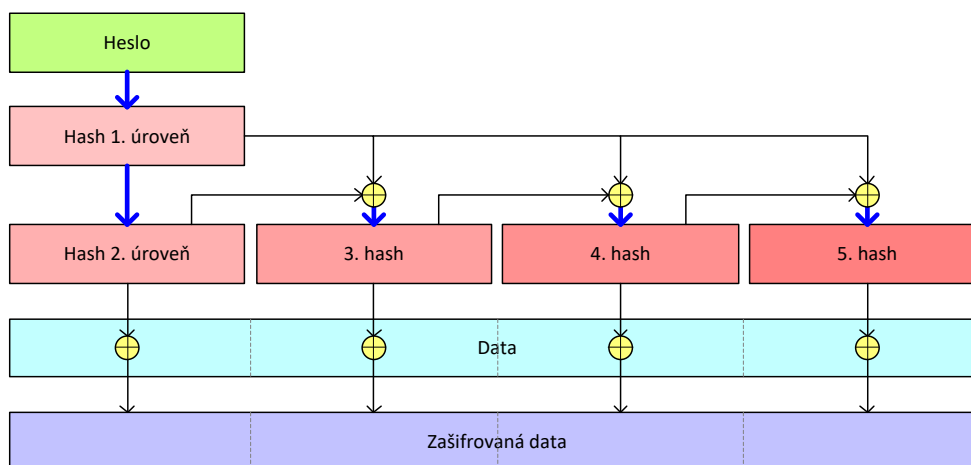 Heslo
Hash 1. úroveň
Hash 2. úroveň
3. hash
4. hash
5. hash
Data
Zašifrovaná data